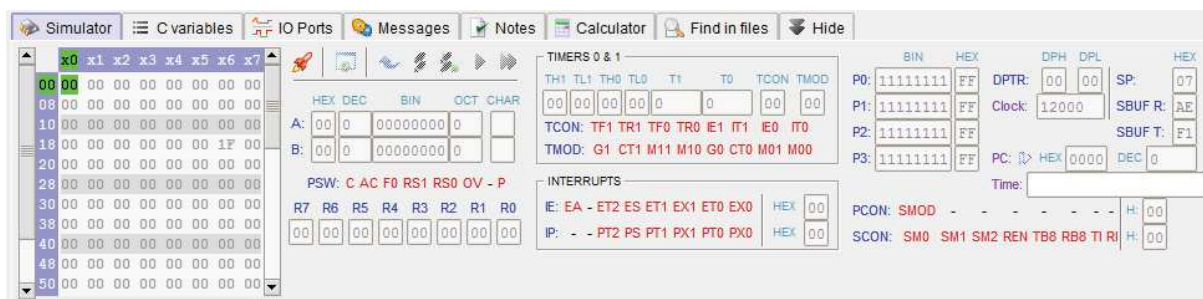 Simulator C variables IO Ports Messages Notes Calculator Find in files Hide
x0 x1 x2 x3 x4 x5 x6 x7
00 00 00 00 00 00 00 00 00
08 00 00 00 00 00 00 00 00
10 00 00 00 00 00 00 00 00
18 00 00 00 00 00 00 1F 00
20 00 00 00 00 00 00 00 00
28 00 00 00 00 00 00 00 00
30 00 00 00 00 00 00 00 00
38 00 00 00 00 00 00 00 00
40 00 00 00 00 00 00 00 00
48 00 00 00 00 00 00 00 00
50 00 00 00 00 00 00 00 00
HEX DEC BIN OCT CHAR
A: 00 0 00000000 0
B: 00 0 00000000 0
PSW: C AC F0 RS1 RS0 OV - P
R7 R6 R5 R4 R3 R2 R1 R0
00 00 00 00 00 00 00 00
TIMERS 0 & 1
TH1 TL1 TH0 TL0 T1 T0 TCON TMOD
00 00 00 00 0 0 00 00
TCON: TF1 TR1 TF0 TR0 IE1 IT1 IE0 IT0
TMOD: G1 CT1 M11 M10 G0 CT0 M01 M00
INTERRUPTS
IE: EA - ET2 ES ET1 EX1 ET0 EX0 HEX 00
IP: - - PT2 PS PT1 PX1 PT0 PX0 HEX 00
BIN HEX DPH DPL HEX
P0: 11111111 FF DPTR: 00 00 SP: 07
P1: 11111111 FF Clock: 12000 SBUF R: AE
P2: 11111111 FF SBUF T: F1
P3: 11111111 FF PC: HEX 0000 DEC 0
Time:
PCON: SMOD - - - - - - - H: 00
SCON: SM0 SM1 SM2 REN TB8 RB8 TI RI H: 00